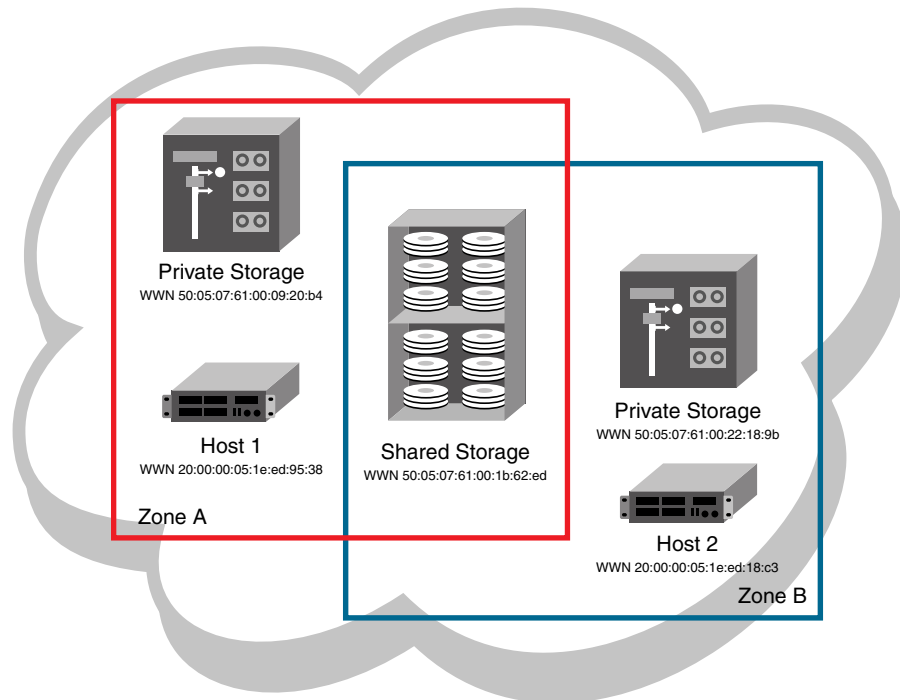 Private Storage
WWN 50:05:07:61:00:09:20:b4
Host 1
WWN 20:00:00:05:1e:ed:95:38
Zone A
Shared Storage
WWN 50:05:07:61:00:1b:62:ed
Private Storage
WWN 50:05:07:61:00:22:18:9b
Host 2
WWN 20:00:00:05:1e:ed:18:c3
Zone B